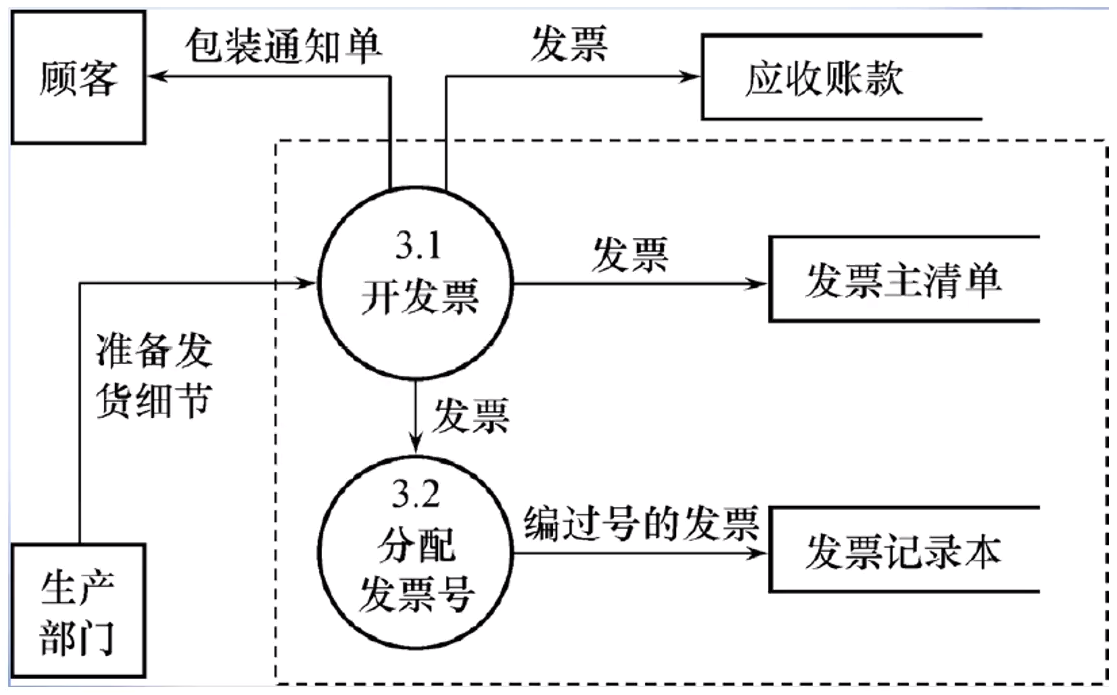 包装通知单
发票
顾客
应收账款
3.1
开发票
发票
发票主清单
准备发
货细节
发票
3.2
分配
发票号
编过号的发票
发票记录本
生产
部门